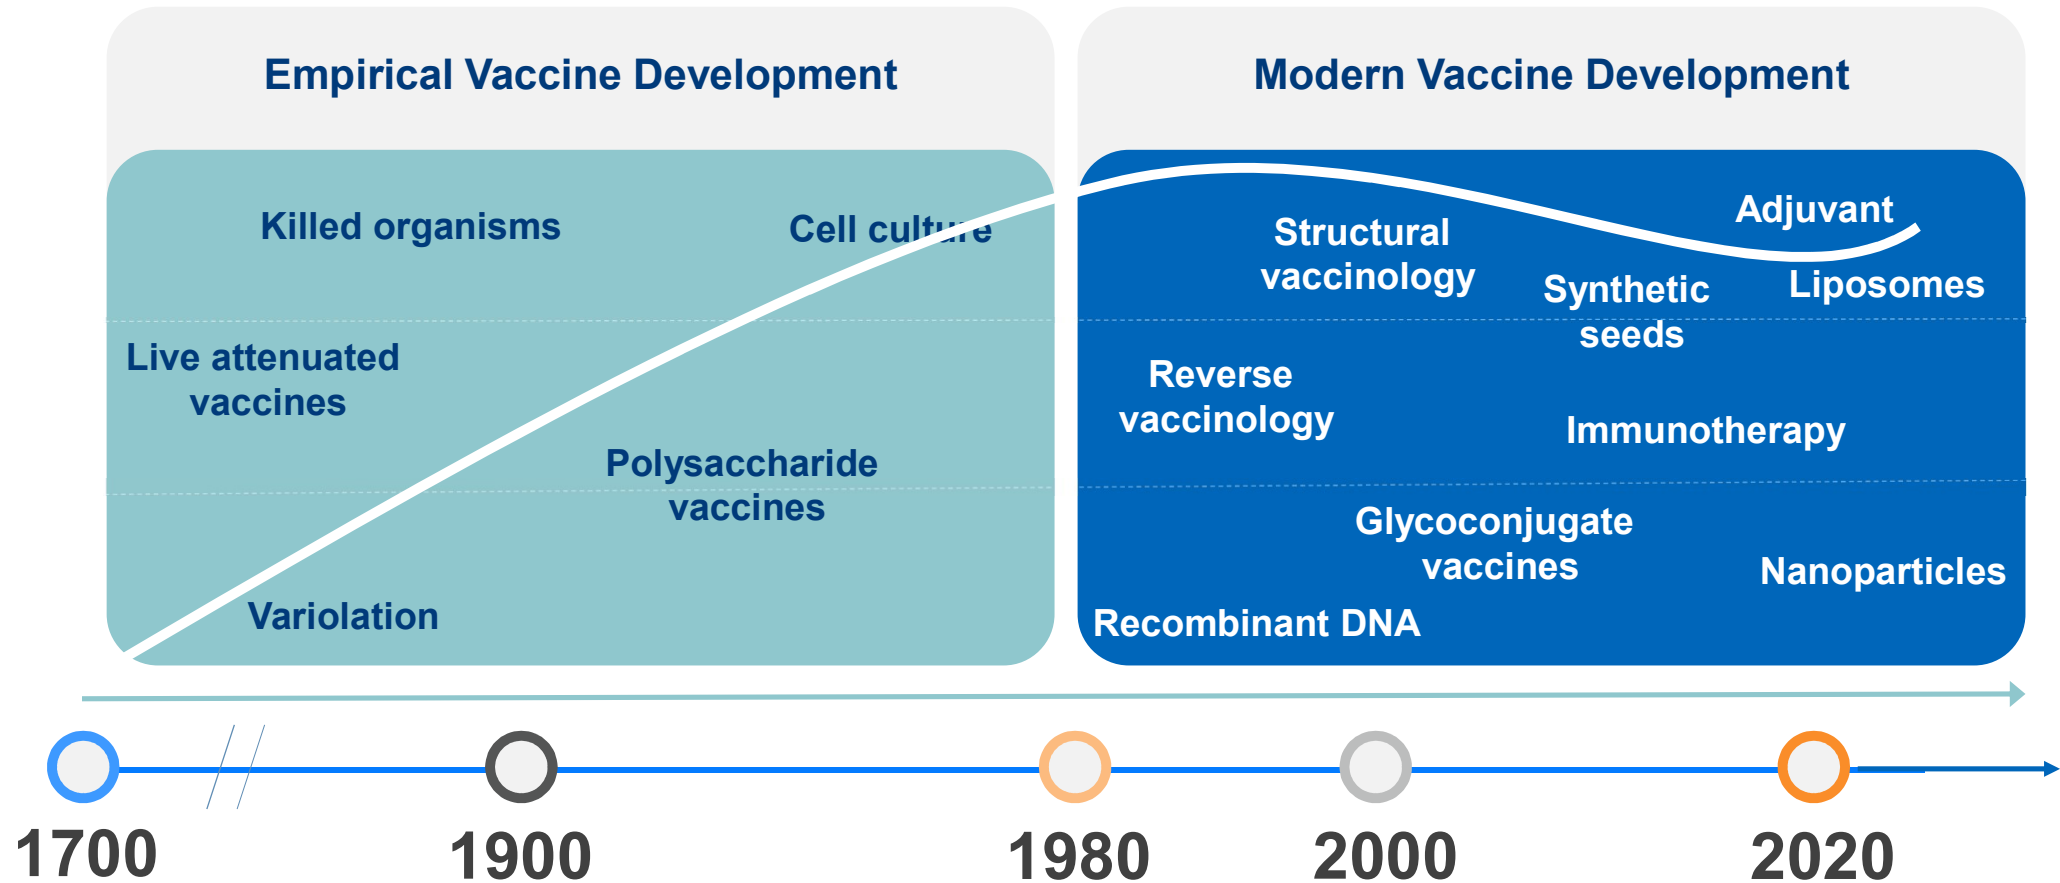 Empirical Vaccine Development
Killed organisms
Cell culture
Live attenuated
vaccines
Polysaccharide
vaccines
Variolation
Modern Vaccine Development
Adjuvant
Structural
vaccinology
Synthetic
seeds
Liposomes
Reverse
vaccinology
Immunotherapy
Glycoconjugate
vaccines
Nanoparticles
Recombinant DNA
1700
1900
1980
2000
2020